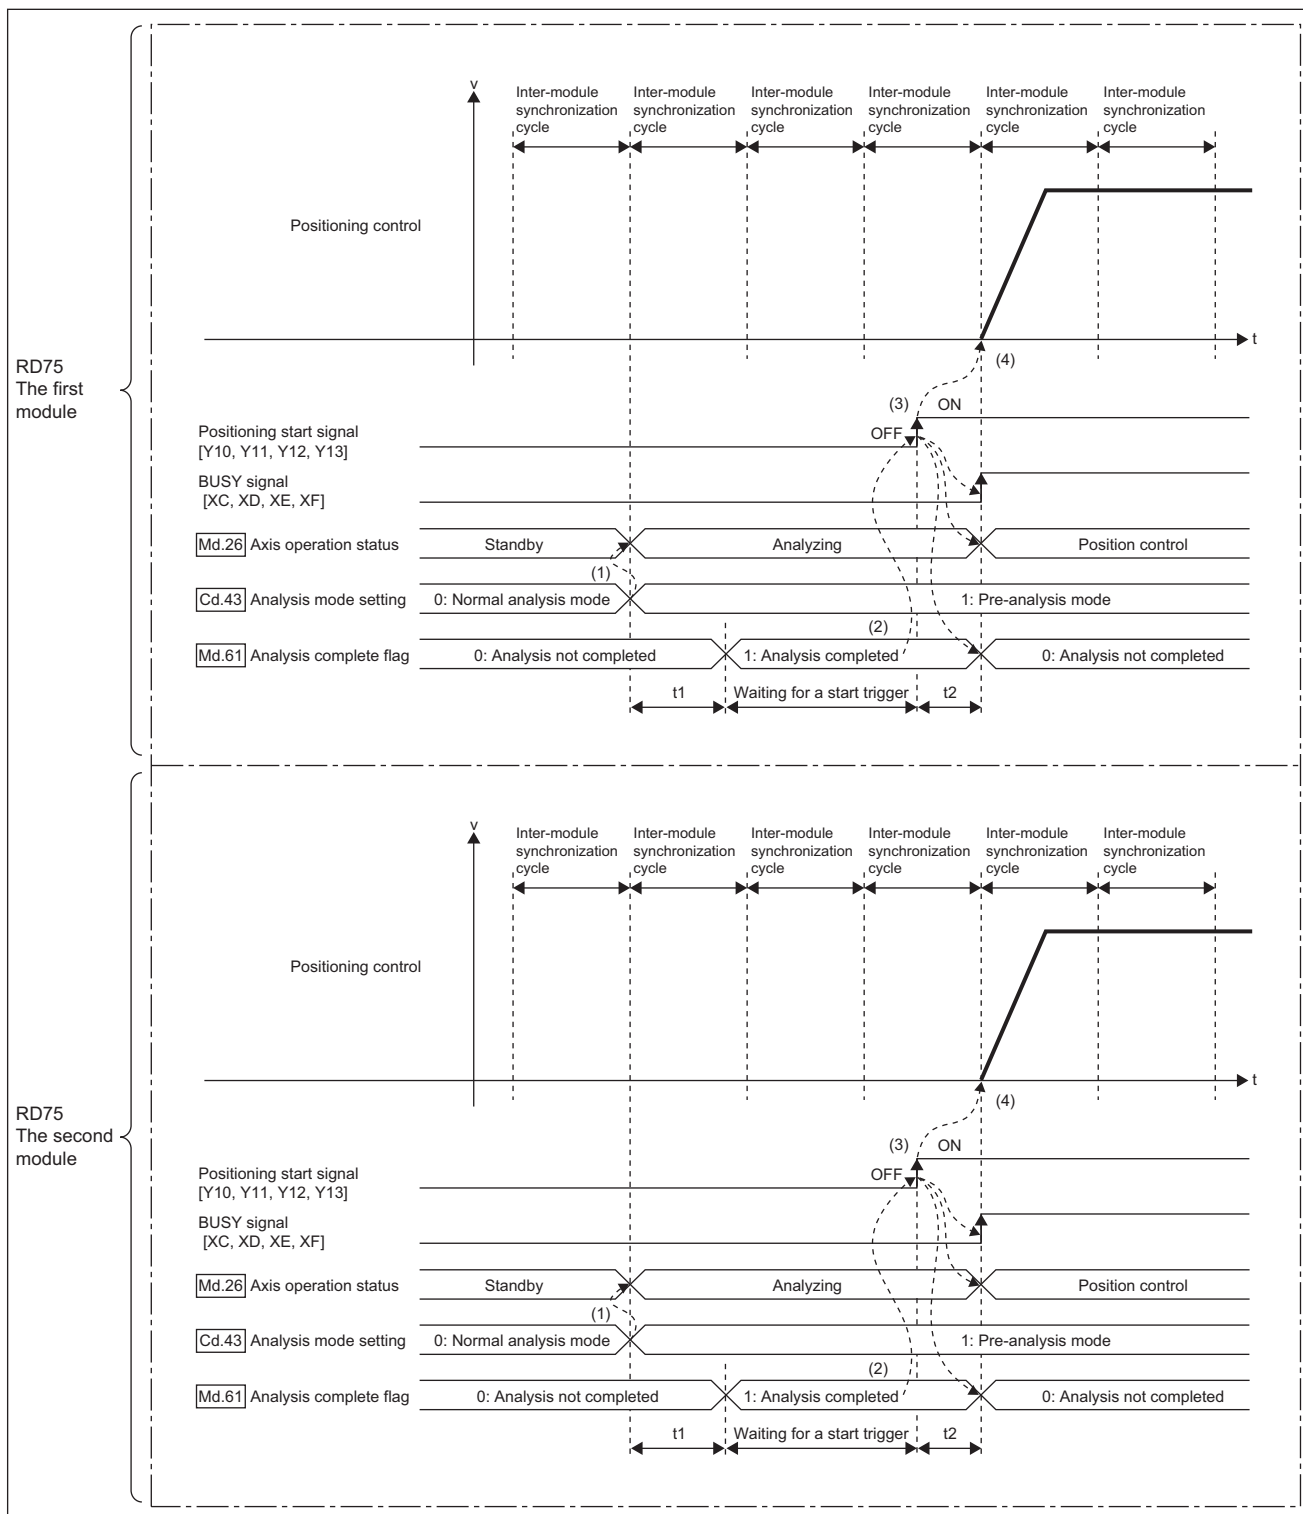 RD75
The first
module
v
Inter-module
synchronization
cycle
Inter-module
synchronization
cycle
Inter-module
synchronization
cycle
Inter-module
synchronization
cycle
Inter-module
synchronization
cycle
Inter-module
synchronization
cycle
Positioning control
t
(4)
(3)
ON
Positioning start signal
[Y10, Y11, Y12, Y13]
OFF
BUSY signal
[XC, XD, XE, XF]
Md.26 Axis operation status
Standby
Analyzing
Position control
(1)
Cd.43 Analysis mode setting
0: Normal analysis mode
1: Pre-analysis mode
(2)
Md.61 Analysis complete flag
0: Analysis not completed
1: Analysis completed
0: Analysis not completed
t1
Waiting for a start trigger
t2
RD75
The second
module
v
Inter-module
synchronization
cycle
Inter-module
synchronization
cycle
Inter-module
synchronization
cycle
Inter-module
synchronization
cycle
Inter-module
synchronization
cycle
Inter-module
synchronization
cycle
Positioning control
t
(4)
(3)
ON
Positioning start signal
[Y10, Y11, Y12, Y13]
OFF
BUSY signal
[XC, XD, XE, XF]
Md.26 Axis operation status
Standby
Analyzing
Position control
(1)
Cd.43 Analysis mode setting
0: Normal analysis mode
1: Pre-analysis mode
(2)
Md.61 Analysis complete flag
0: Analysis not completed
1: Analysis completed
0: Analysis not completed
t1
Waiting for a start trigger
t2